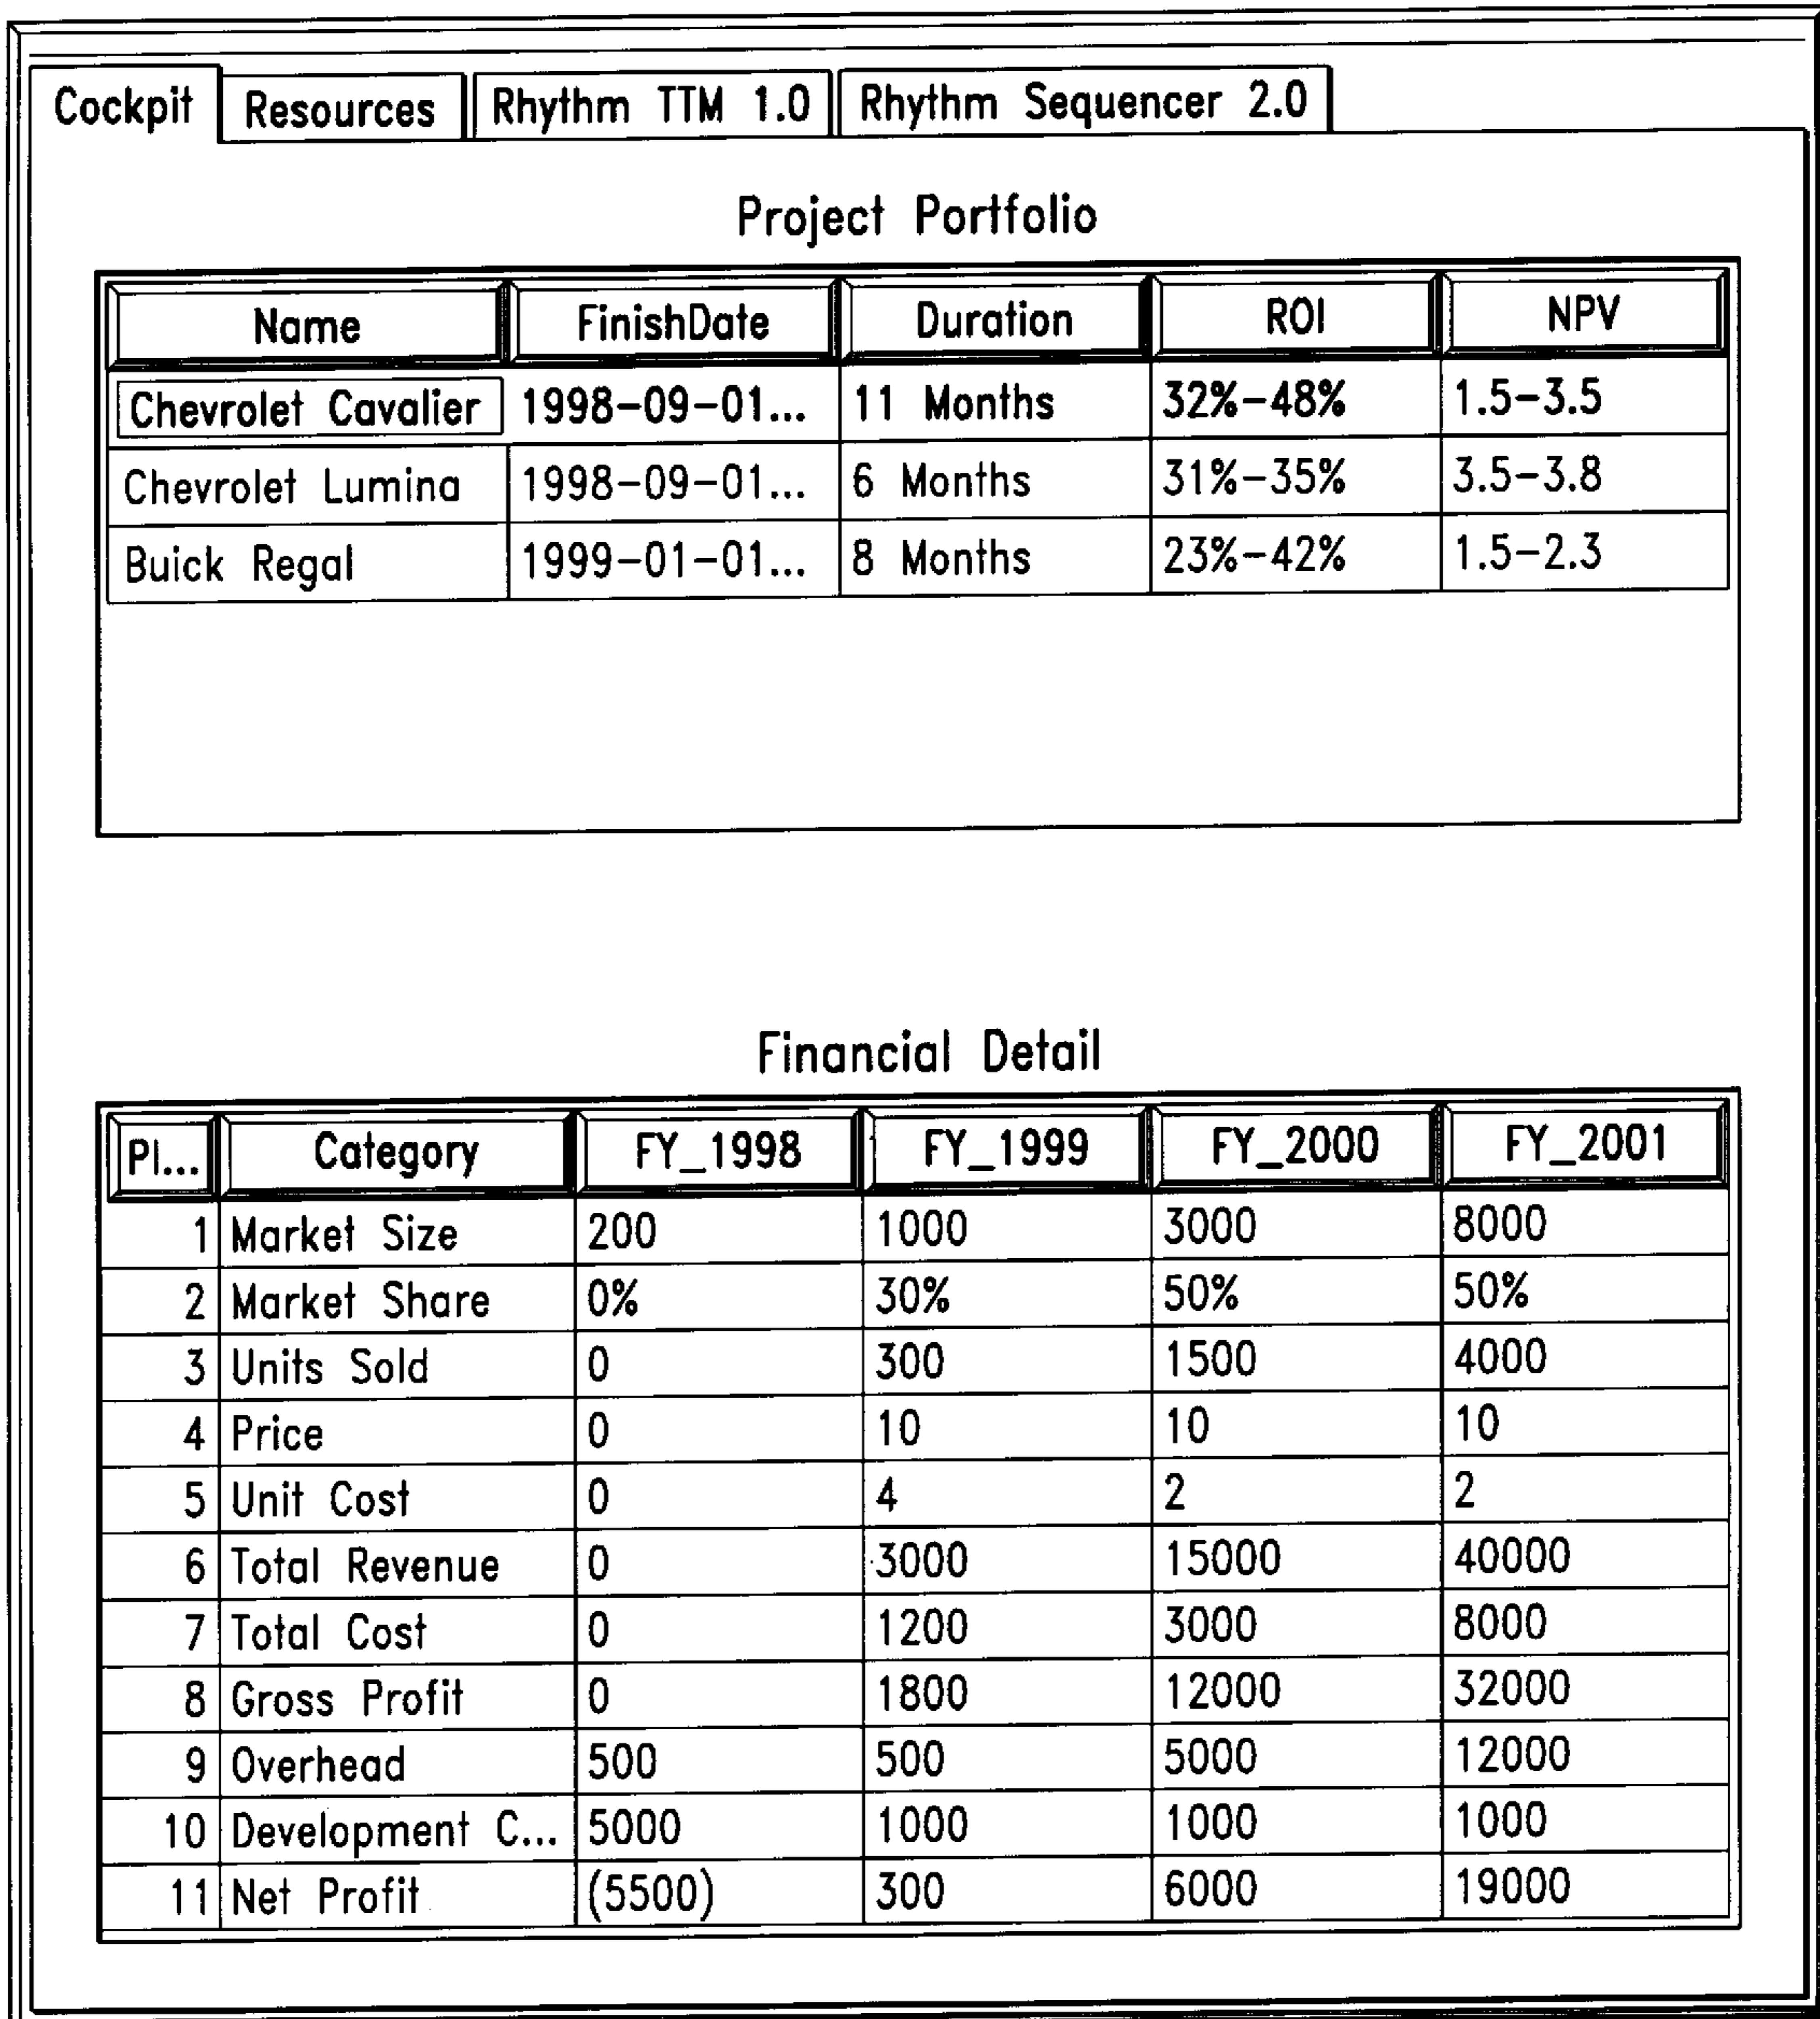 Cockpit Resources Rhythm TTM 1.0 Rhythm Sequencer 2.0
Project Portfolio
Name FinishDate Duration ROI NPV
Chevrolet Cavalier 1998-09-01... 11 Months 32%-48% 1.5-3.5
Chevrolet Lumina 1998-09-01... 6 Months 31%-35% 3.5-3.8
Buick Regal 1999-01-01... 8 Months 23%-42% 1.5-2.3
Financial Detail
Pl... Category FY_1998 FY_1999 FY_2000 FY_2001
1 Market Size 200 1000 3000 8000
2 Market Share 0% 30% 50% 50%
3 Units Sold 0 300 1500 4000
4 Price 0 10 10 10
5 Unit Cost 0 4 2 2
6 Total Revenue 0 3000 15000 40000
7 Total Cost 0 1200 3000 8000
8 Gross Profit 0 1800 12000 32000
9 Overhead 500 500 5000 12000
10 Development C... 5000 1000 1000 1000
11 Net Profit (5500) 300 6000 19000